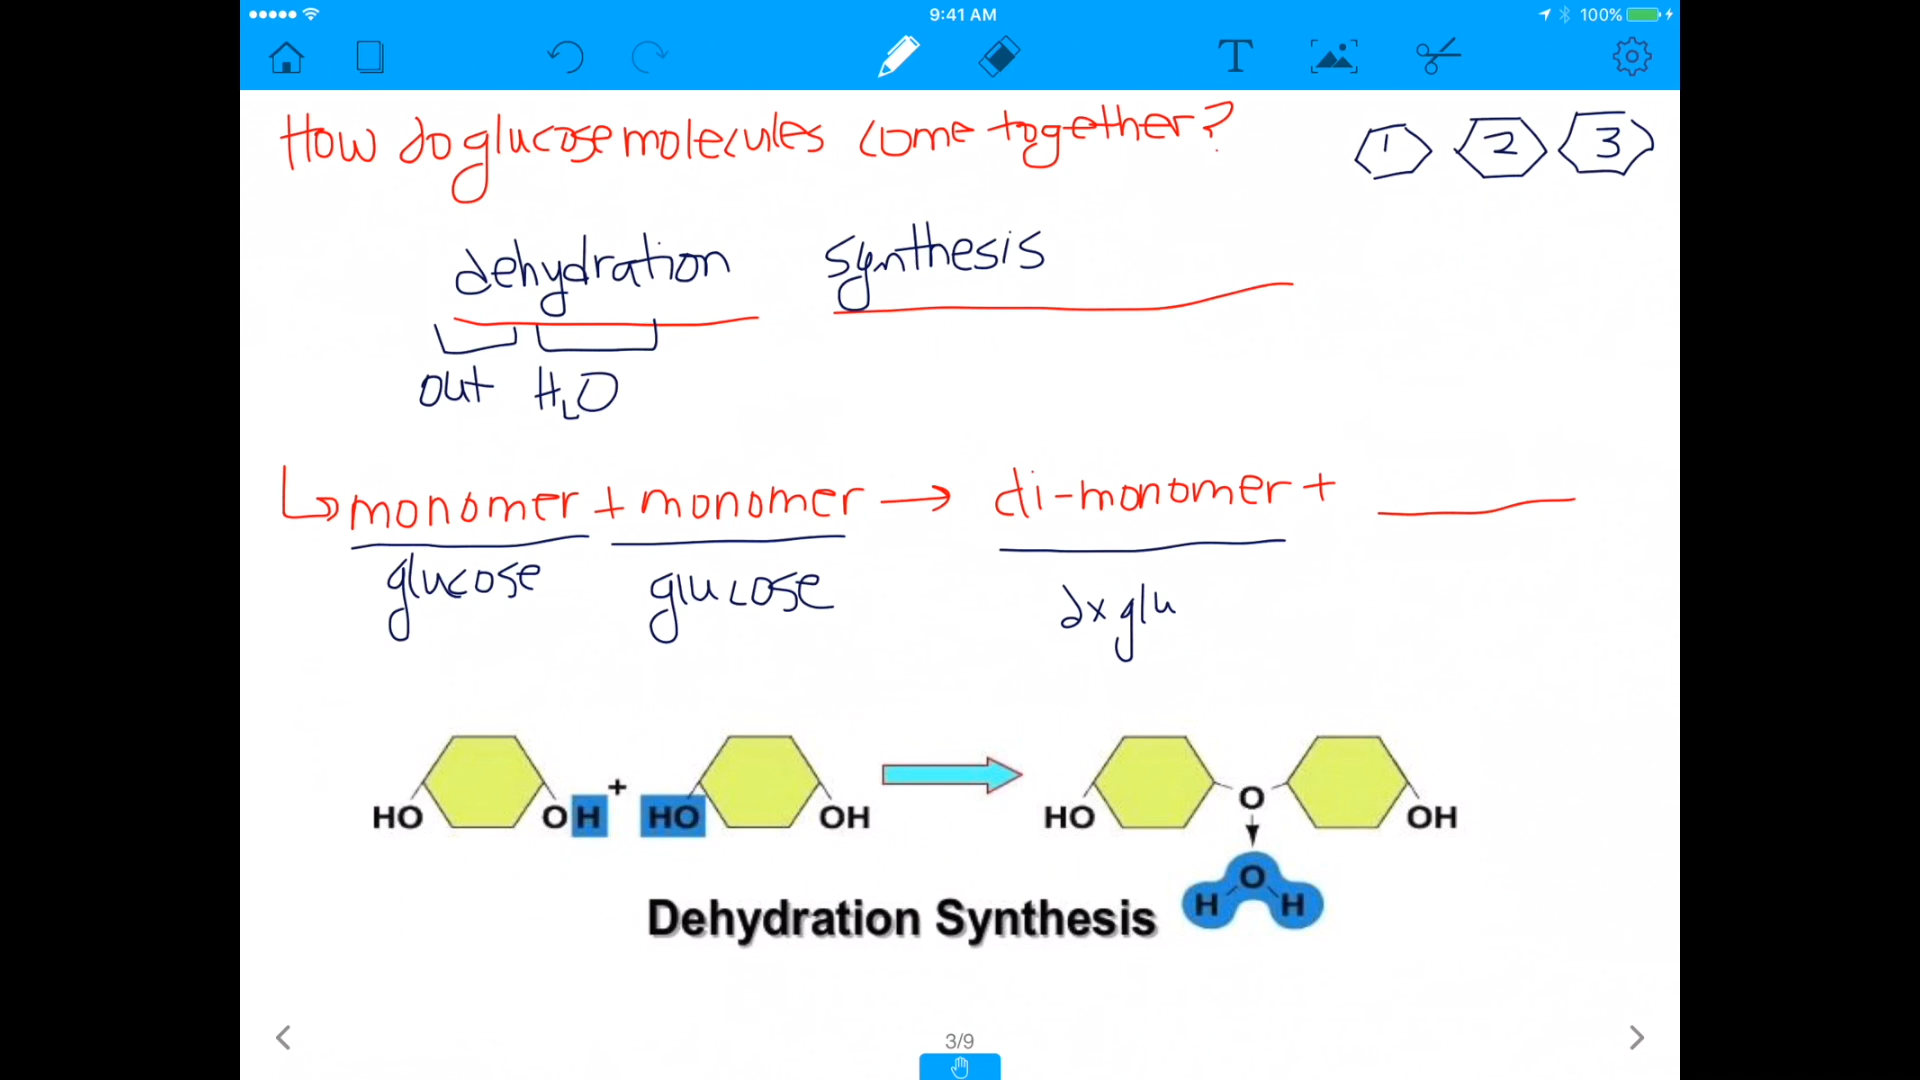 9:41 AM
100%
T
How do glucose molecules come together?
1 2 3
dehydration synthesis
out H2O
monomer + monomer → di-monomer +
glucose glucose 2x glu
HO OH + HO OH HO O OH
H O H
Dehydration Synthesis
3/9